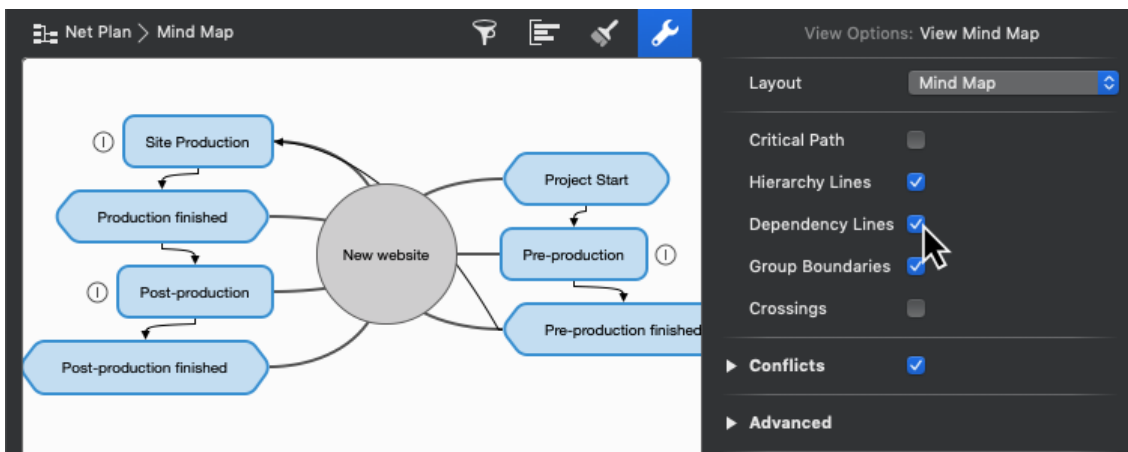 Net Plan > Mind Map
View Options: View Mind Map
Site Production
Production finished
Post-production
Post-production finished
New website
Project Start
Pre-production
Pre-production finished
Layout
Mind Map
Critical Path
Hierarchy Lines
Dependency Lines
Group Boundaries
Crossings
Conflicts
Advanced